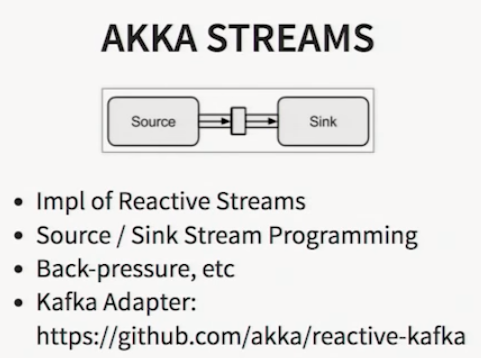 AKKA STREAMS
Source
Sink
• Impl of Reactive Streams
• Source / Sink Stream Programming
• Back-pressure, etc
• Kafka Adapter:
https://github.com/akka/reactive-kafka